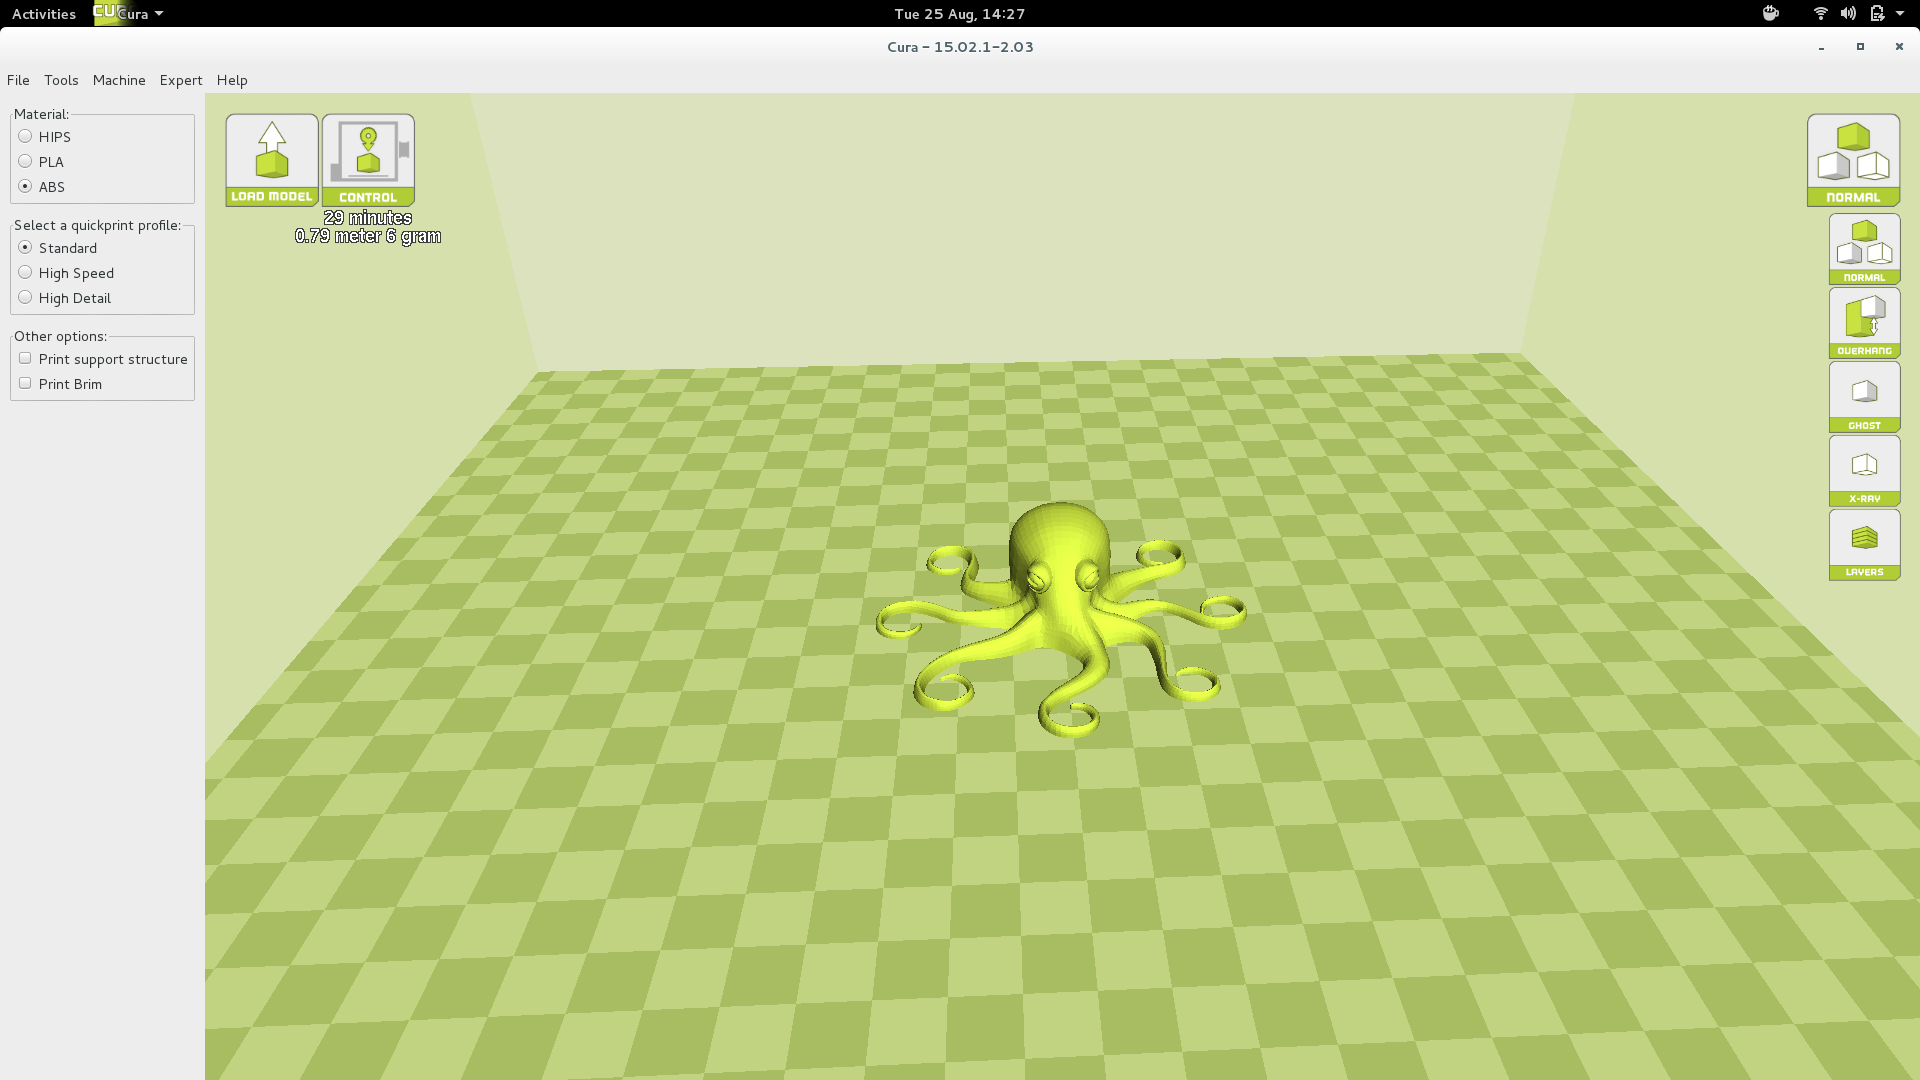 Activities
CU
Cura
Tue 25 Aug, 14:27
Cura – 15.02.1-2.03
File Tools Machine Expert Help
Material:
HIPS
PLA
ABS
Select a quickprint profile:
Standard
High Speed
High Detail
Other options:
Print support structure
Print Brim
LOAD MODEL
CONTROL
29 minutes
0.79 meter 6 gram
NORMAL
NORMAL
OVERHANG
GHOST
X-RAY
LAYERS